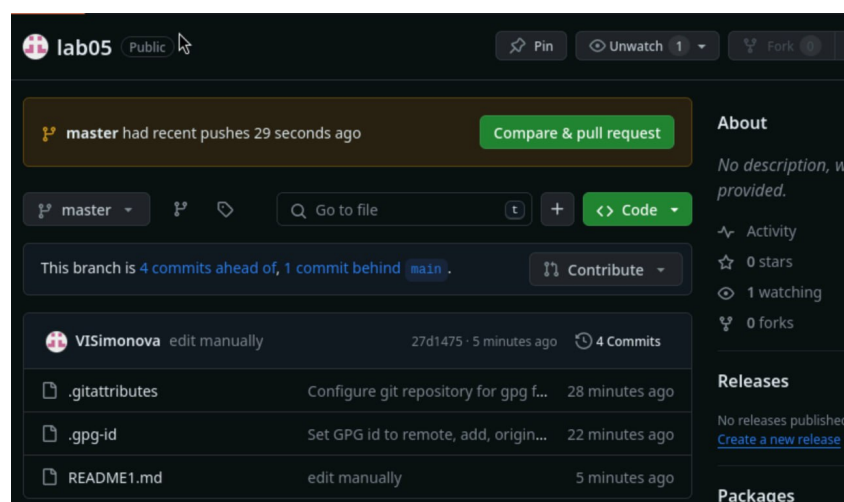 lab05 Public Pin Unwatch 1 Fork 0
master had recent pushes 29 seconds ago Compare & pull request
master Go to file t + <> Code
This branch is 4 commits ahead of, 1 commit behind main. Contribute
VISimonova edit manually 27d1475 · 5 minutes ago 4 Commits
.gitattributes Configure git repository for gpg f... 28 minutes ago
.gpg-id Set GPG id to remote, add, origin... 22 minutes ago
README1.md edit manually 5 minutes ago
About
No description,
provided.
Activity
0 stars
1 watching
0 forks
Releases
No releases published
Create a new release
Packages